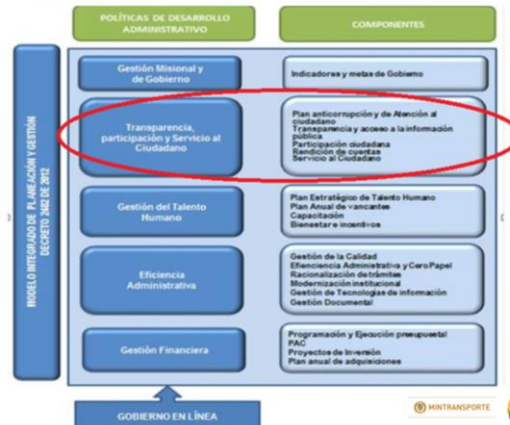 POLÍTICAS DE DESARROLLO
ADMINISTRATIVO
COMPONENTES
MODELO INTEGRADO DE PLANEACIÓN Y GESTIÓN
DECRETO 2482 DE 2012
Gestión Misional y
de Gobierno
Indicadores y metas de Gobierno
Transparencia,
participación y Servicio al
Ciudadano
Plan anticorrupción y de Atención al
ciudadano
Transparencia y acceso a la información
pública
Participación ciudadana
Rendición de cuentas
Servicio al Ciudadano
Gestión del Talento
Humano
Plan Estratégico de Talento Humano
Plan Anual de vancantes
Capacitación
Bienestar e incentivos
Eficiencia
Administrativa
Gestión de la Calidad
Efienciencia Administrativa y Cero Papel
Racionalización de trámites
Modernización institucional
Gestión de Tecnologías de información
Gestión Documental
Gestión Financiera
Programación y Ejecución presupuestal
PAC
Proyectos de Inversión
Plan anual de adquisiciones
GOBIERNO EN LÍNEA
MINTRANSPORTE